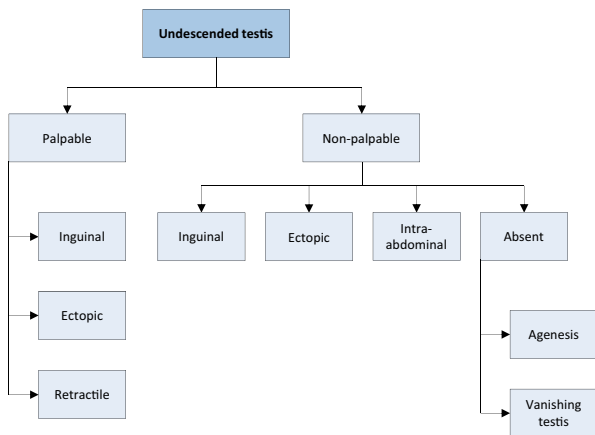 Undescended testis
Palpable
Non-palpable
Inguinal
Ectopic
Retractile
Inguinal
Ectopic
Intra-
abdominal
Absent
Agenesis
Vanishing
testis